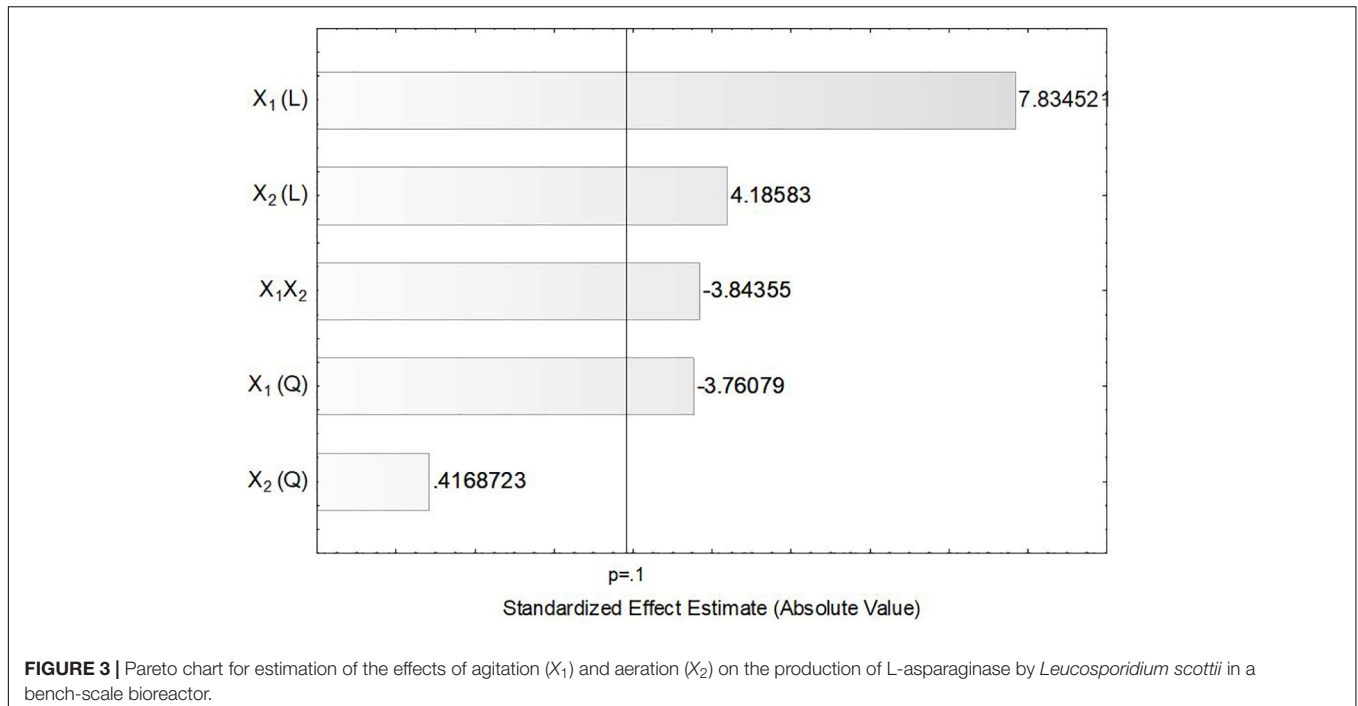 X₁ (L)
7.834521
X₂ (L)
4.18583
X₁X₂
-3.84355
X₁ (Q)
-3.76079
X₂ (Q)
.4168723
p=.1
Standardized Effect Estimate (Absolute Value)
FIGURE 3 | Pareto chart for estimation of the effects of agitation (X₁) and aeration (X₂) on the production of L-asparaginase by Leucosporidium scottii in a
bench-scale bioreactor.